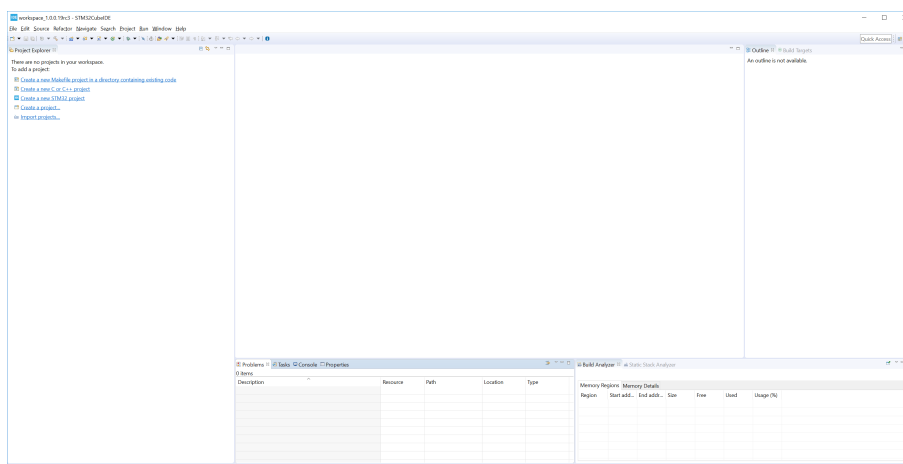 workspace_1.0.0.19rc3 - STM32CubeIDE
File Edit Source Refactor Navigate Search Project Run Window Help
Quick Access
Project Explorer
There are no projects in your workspace.
To add a project:
Create a new Makefile project in a directory containing existing code
Create a new C or C++ project
Create a new STM32 project
Create a project...
Import projects...
Outline Build Targets
An outline is not available.
Problems Tasks Console Properties
0 items
Description Resource Path Location Type
Build Analyzer Static Stack Analyzer
Memory Regions Memory Details
Region Start add... End addr... Size Free Used Usage (%)